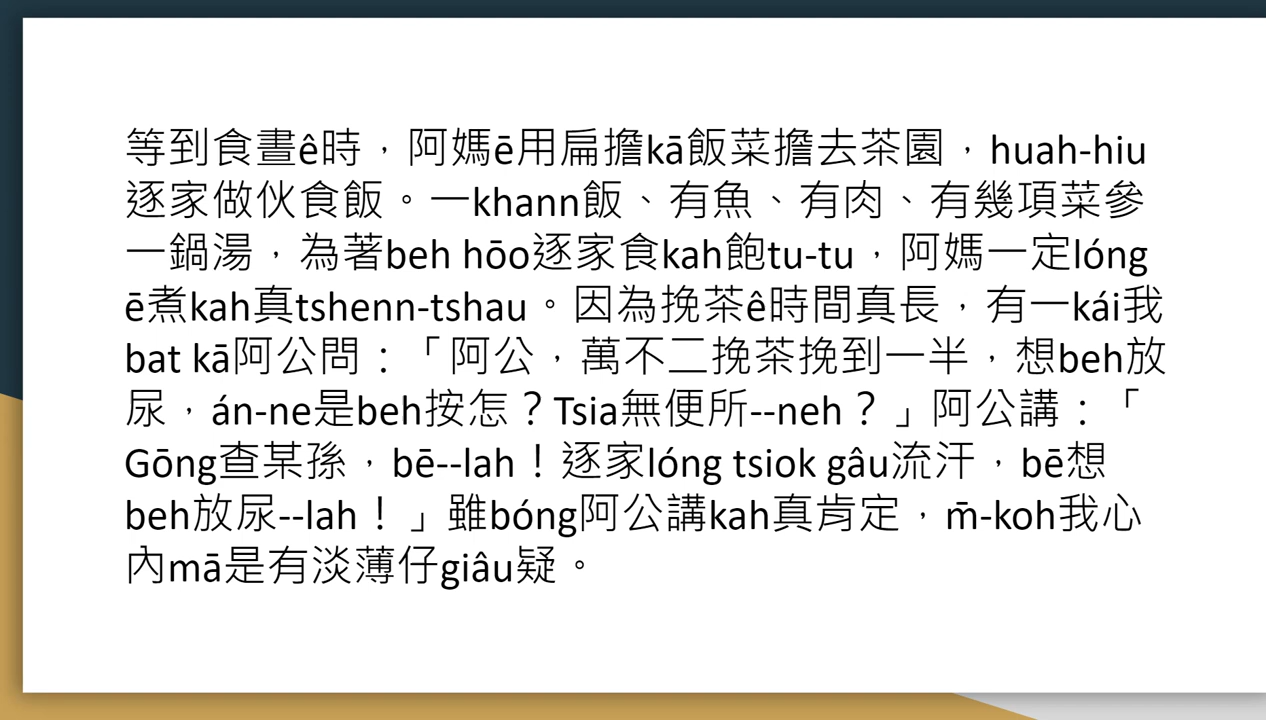 等到食晝ê時，阿媽ē用扁擔kā飯菜擔去茶園，huah-hiu
逐家做伙食飯。一khann飯、有魚、有肉、有幾項菜參
一鍋湯，為著beh hōo逐家食kah飽tu-tu，阿媽一定lóng
ē煮kah真tshenn-tshau。因為挽茶ê時間真長，有一kái我
bat kā阿公問：「阿公，萬不二挽茶挽到一半，想beh放
尿，án-ne是beh按怎？Tsia無便所--neh？」阿公講：「
Gōng查某孫，bē--lah！逐家lóng tsiok gâu流汗，bē想
beh放尿--lah！」雖bóng阿公講kah真肯定，m̄-koh我心
內mā是有淡薄仔giâu疑。